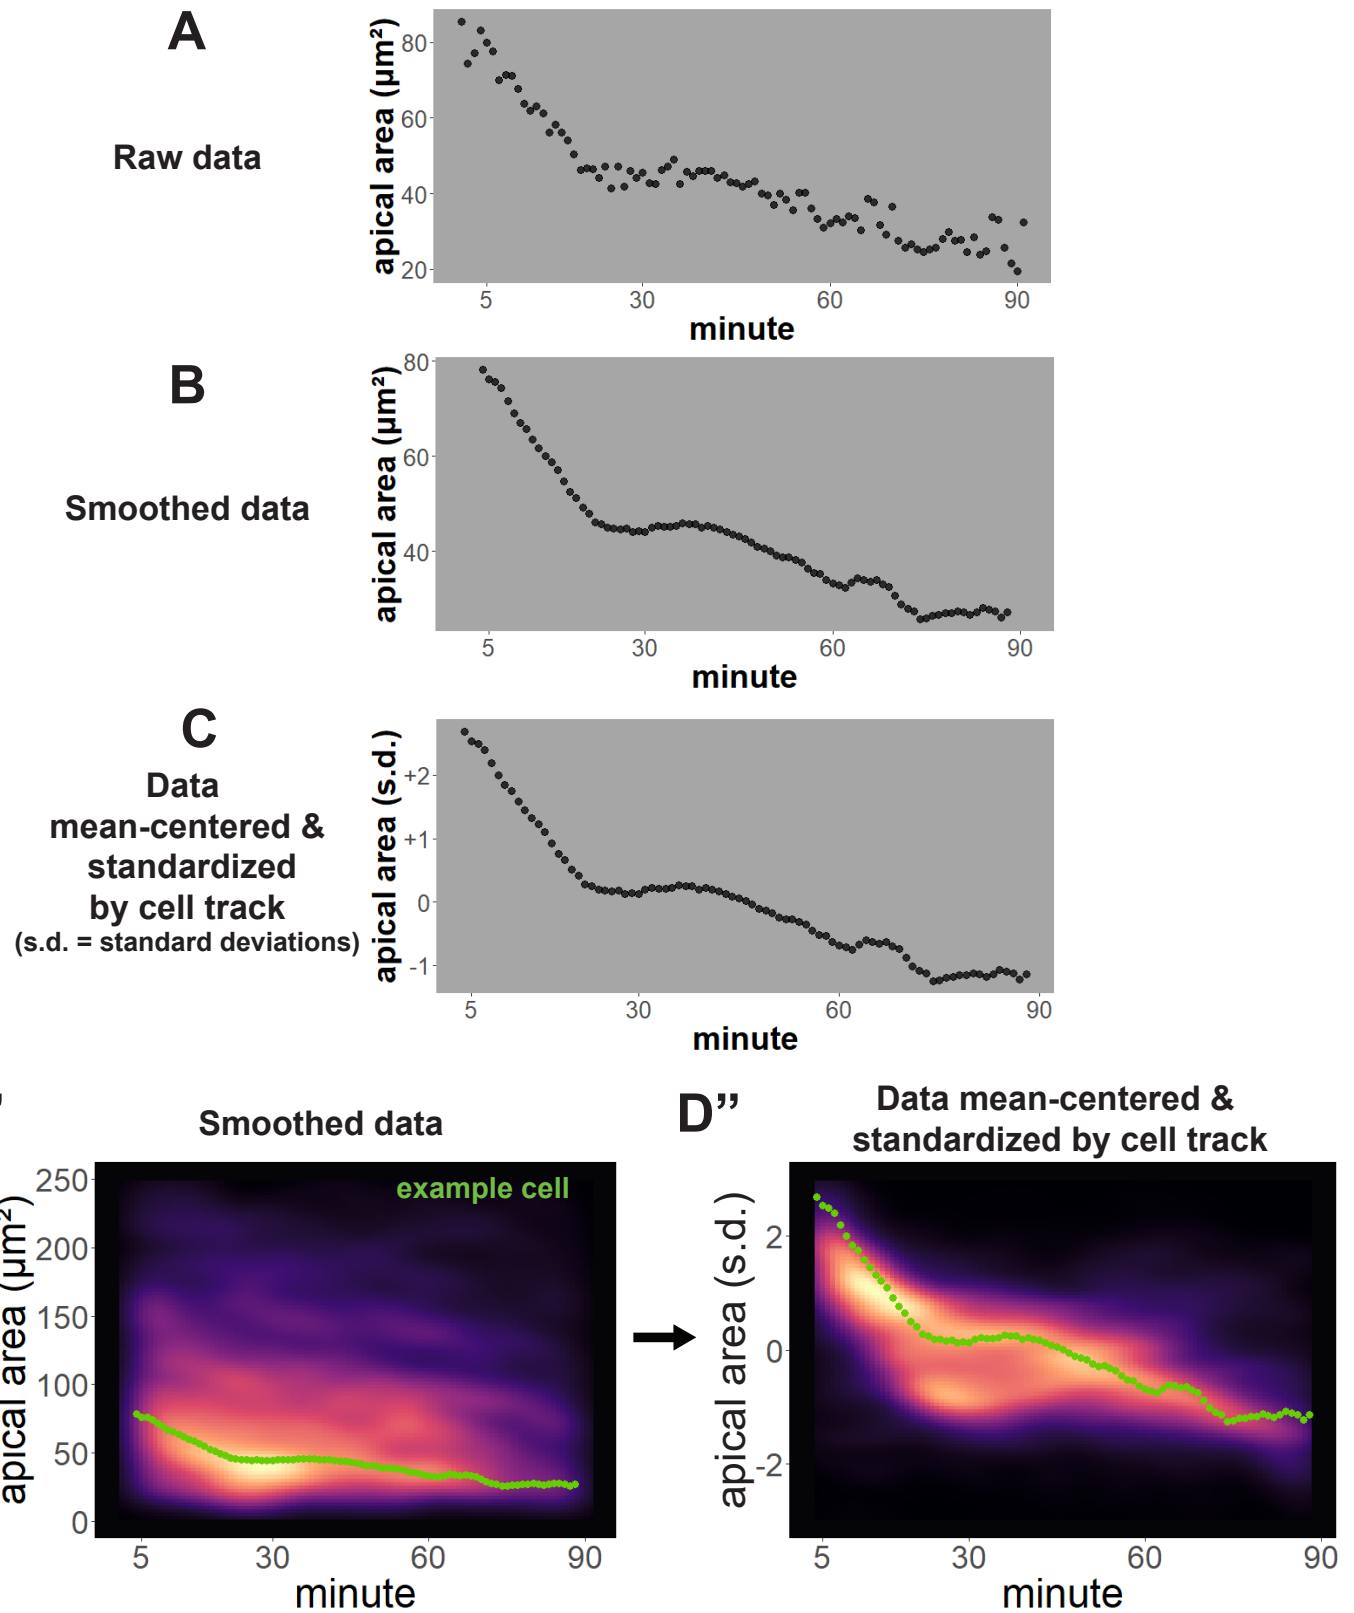 A
Raw data
apical area (µm²)
80
60
40
20
5 30 60 90
minute
B
Smoothed data
apical area (µm²)
80
60
40
5 30 60 90
minute
C
Data
mean-centered &
standardized
by cell track
(s.d. = standard deviations)
apical area (s.d.)
+2
+1
0
-1
5 30 60 90
minute
’
Smoothed data
example cell
apical area (µm²)
250
200
150
100
50
0
5 30 60 90
minute
D’’
Data mean-centered &
standardized by cell track
apical area (s.d.)
2
0
-2
5 30 60 90
minute